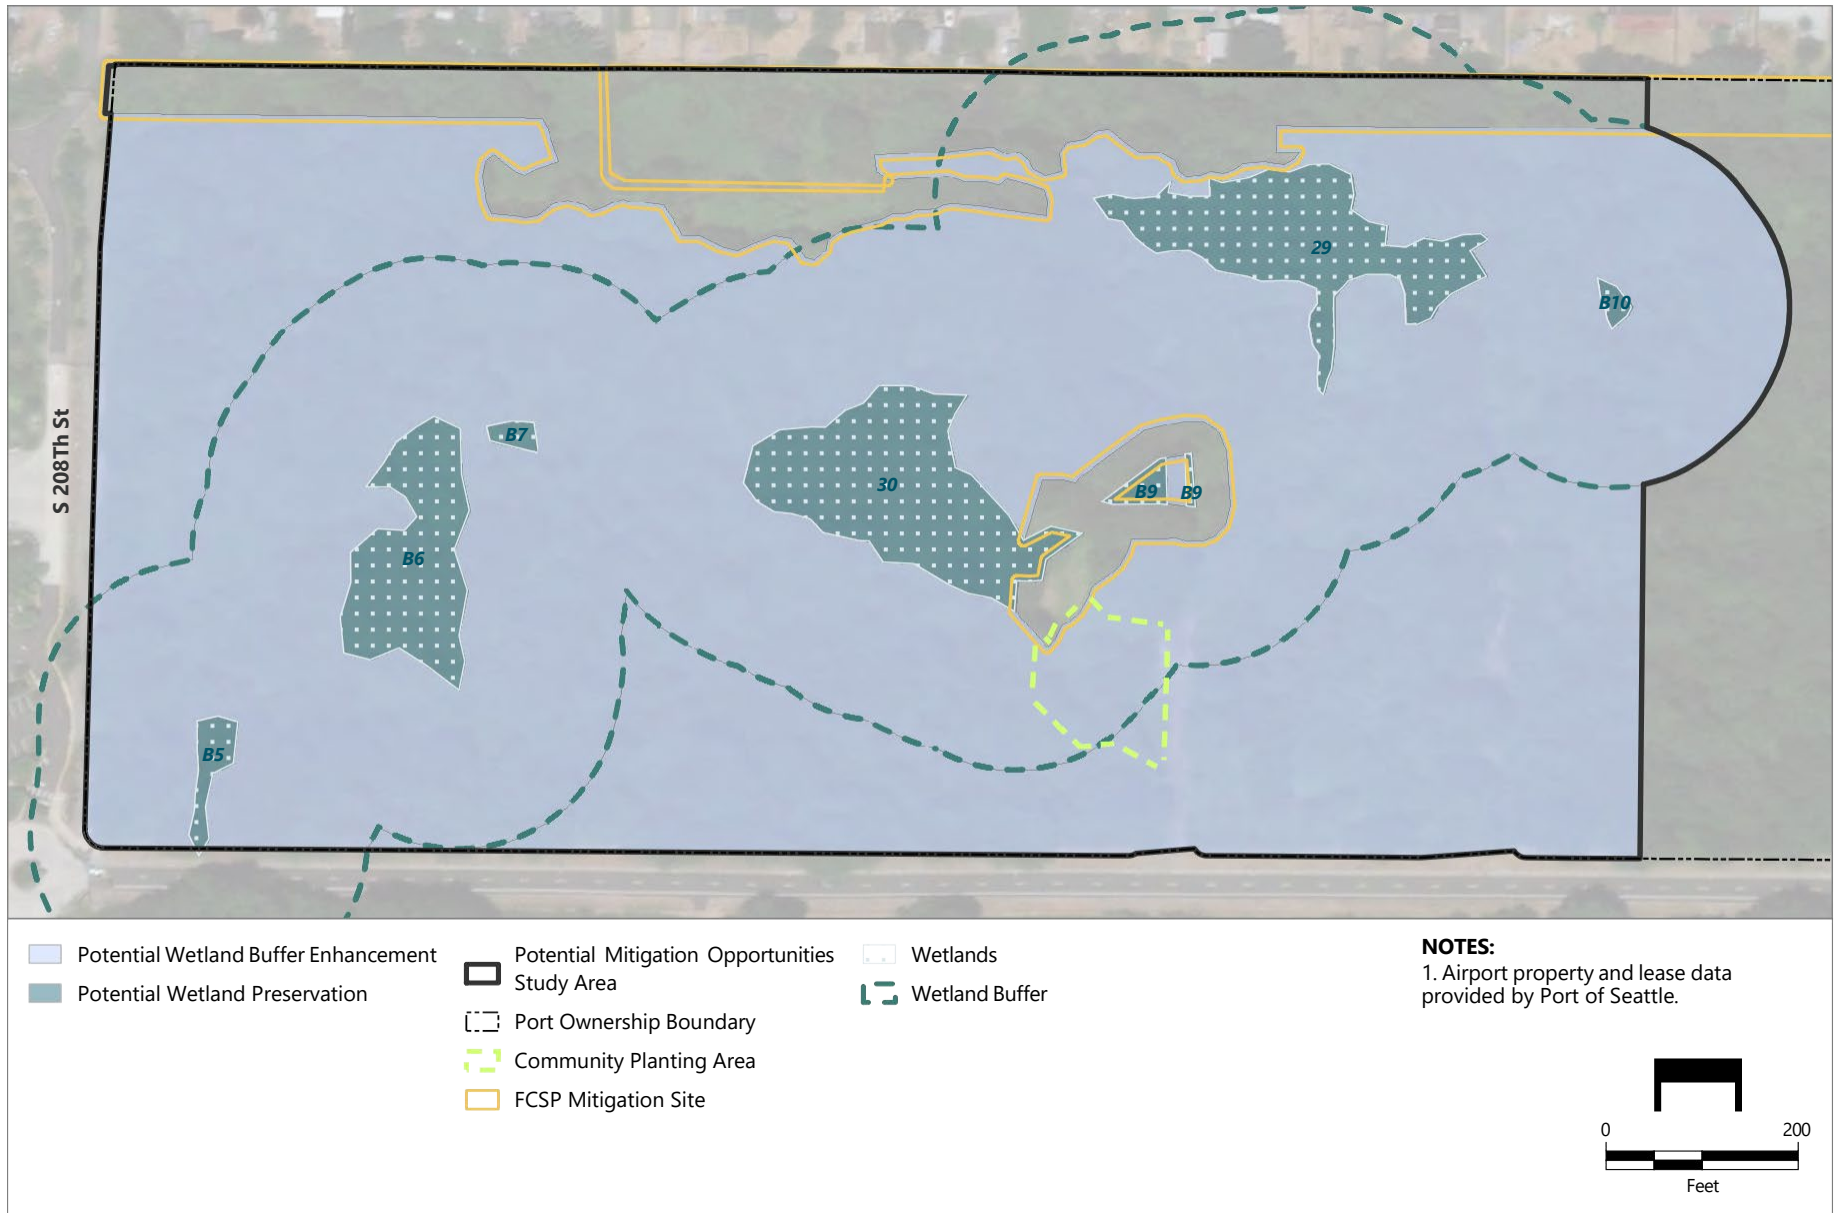 29
B10
S 208Th St
B7
30
B9
B9
B6
B5
Potential Wetland Buffer Enhancement
Potential Wetland Preservation
Potential Mitigation Opportunities
Study Area
Port Ownership Boundary
Community Planting Area
FCSP Mitigation Site
Wetlands
Wetland Buffer
NOTES:
1. Airport property and lease data
provided by Port of Seattle.
0 200
Feet